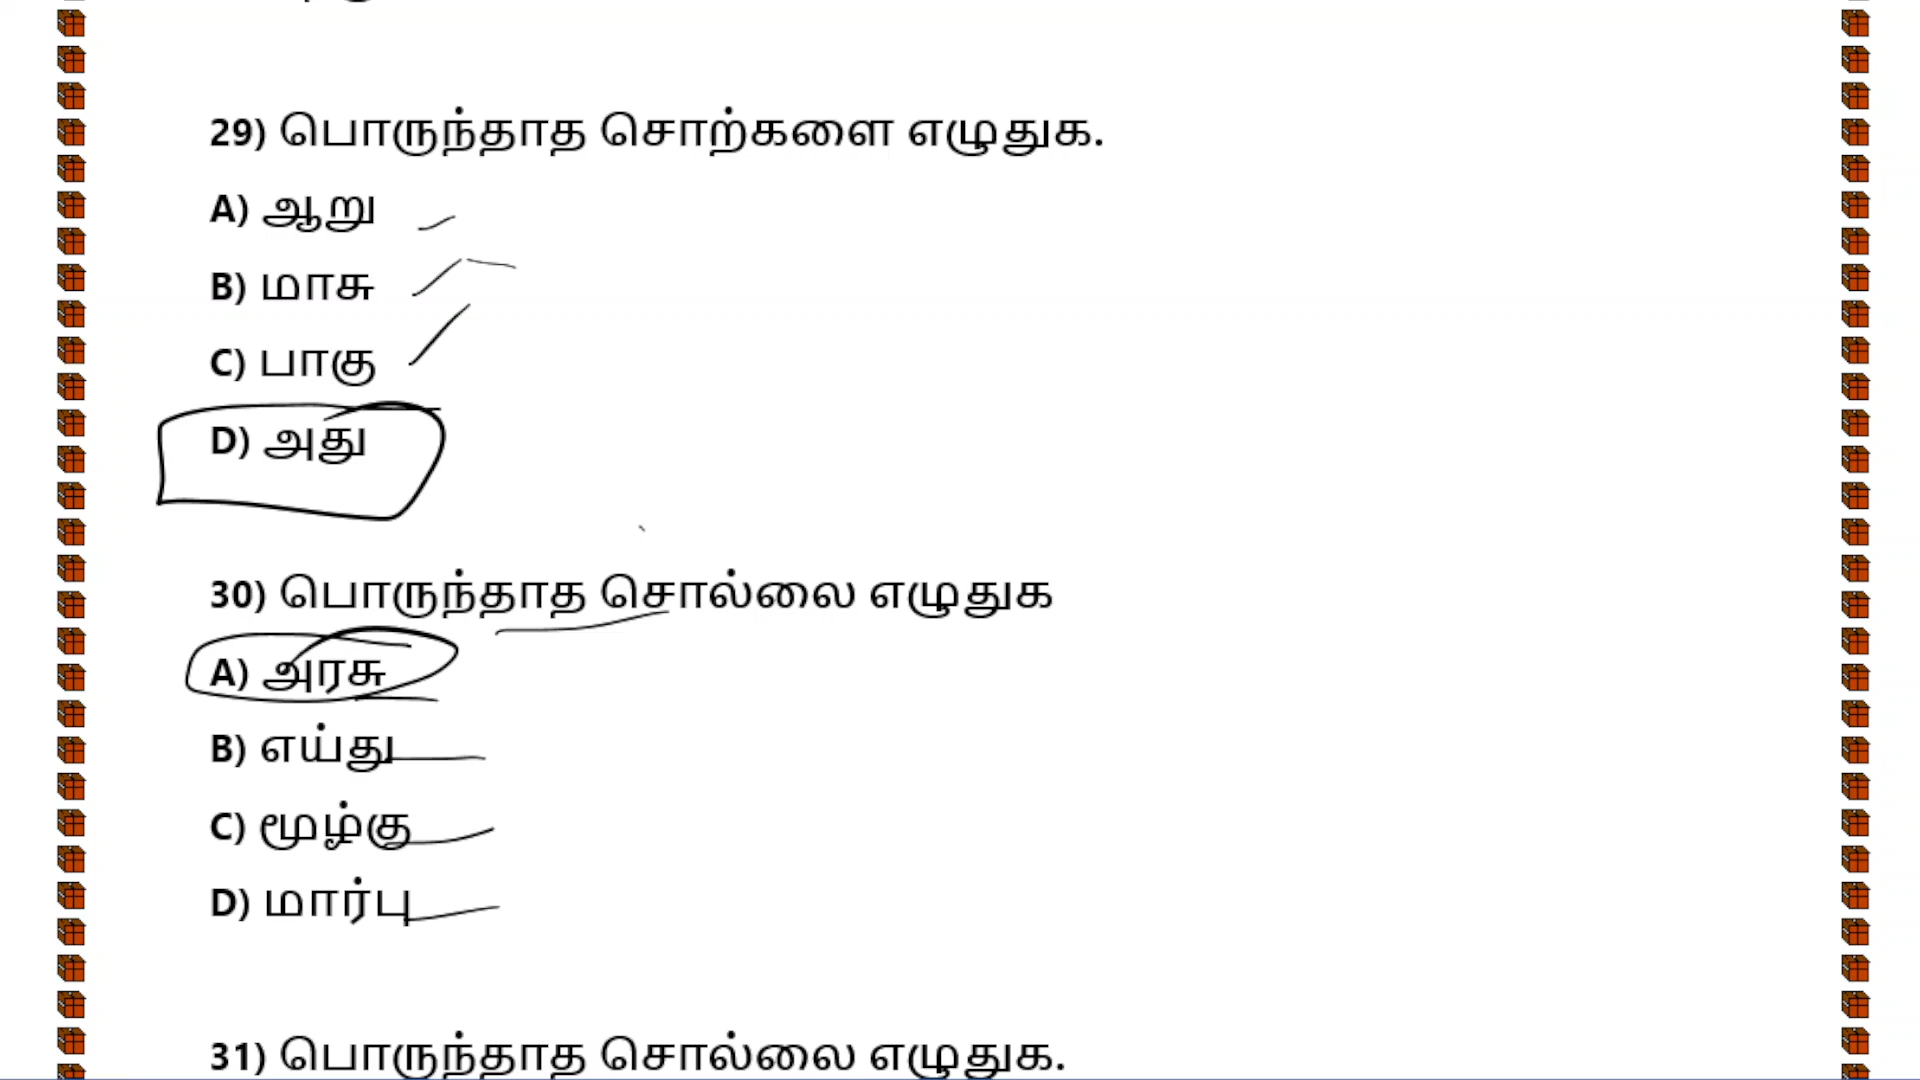 29) பொருந்தாத சொற்களை எழுதுக.
A) ஆறு
B) மாசு
C) பாகு
D) அது
30) பொருந்தாத சொல்லை எழுதுக
A) அரசு
B) எய்து
C) மூழ்கு
D) மார்பு
31) பொருந்தாத சொல்லை எழுதுக.